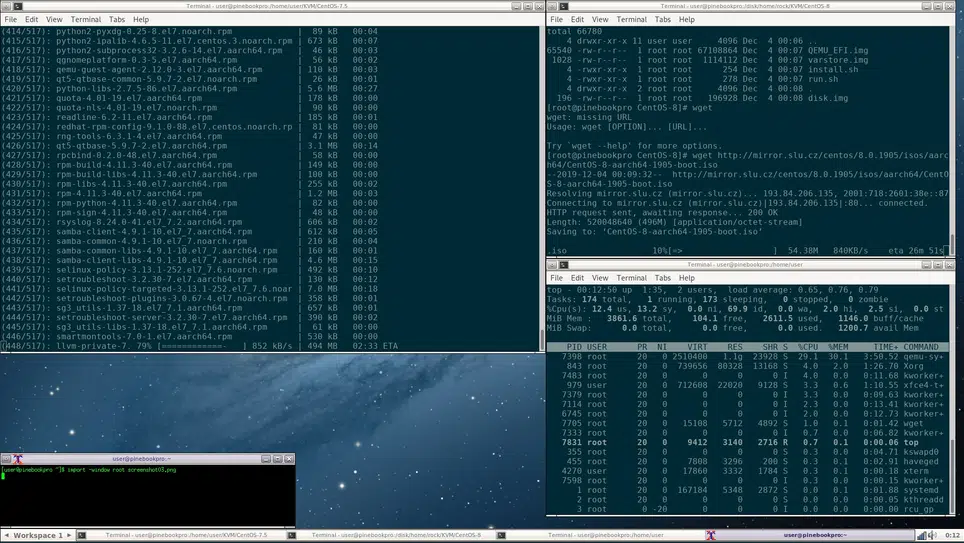 Terminal - user@pinebookpro:/home/user/KVM/CentOS-7.5
File Edit View Terminal Tabs Help
(414/517): python2-pyxdg-0.25-8.el7.noarch.rpm | 89 kB 00:04
(415/517): python2-ipalib-4.6.5-11.el7.centos.3.noarch.rpm | 673 kB 00:07
(416/517): python2-subprocess32-3.2.6-14.el7.aarch64.rpm | 46 kB 00:03
(417/517): qgnomeplatform-0.3-5.el7.aarch64.rpm | 56 kB 00:02
(418/517): qemu-guest-agent-2.12.0-3.el7.aarch64.rpm | 110 kB 00:03
(419/517): qt5-qtbase-common-5.9.7-2.el7.noarch.rpm | 26 kB 00:01
(420/517): python-libs-2.7.5-86.el7.aarch64.rpm | 5.6 MB 00:27
(421/517): quota-4.01-19.el7.aarch64.rpm | 178 kB 00:00
(422/517): quota-nls-4.01-19.el7.noarch.rpm | 90 kB 00:00
(423/517): readline-6.2-11.el7.aarch64.rpm | 185 kB 00:01
(424/517): redhat-rpm-config-9.1.0-88.el7.centos.noarch.rp | 81 kB 00:00
(425/517): rng-tools-6.3.1-4.el7.aarch64.rpm | 47 kB 00:00
(426/517): qt5-qtbase-5.9.7-2.el7.aarch64.rpm | 3.1 MB 00:14
(427/517): rpcbind-0.2.0-48.el7.aarch64.rpm | 58 kB 00:00
(428/517): rpm-build-4.11.3-40.el7.aarch64.rpm | 149 kB 00:00
(429/517): rpm-build-libs-4.11.3-40.el7.aarch64.rpm | 100 kB 00:00
(430/517): rpm-libs-4.11.3-40.el7.aarch64.rpm | 255 kB 00:02
(431/517): rpm-4.11.3-40.el7.aarch64.rpm | 1.2 MB 00:03
(432/517): rpm-python-4.11.3-40.el7.aarch64.rpm | 82 kB 00:00
(433/517): rpm-sign-4.11.3-40.el7.aarch64.rpm | 48 kB 00:00
(434/517): rsyslog-8.24.0-41.el7_7.2.aarch64.rpm | 606 kB 00:02
(435/517): samba-client-4.9.1-10.el7_7.aarch64.rpm | 612 kB 00:05
(436/517): samba-common-4.9.1-10.el7_7.noarch.rpm | 210 kB 00:04
(437/517): samba-common-libs-4.9.1-10.el7_7.aarch64.rpm | 160 kB 00:01
(438/517): samba-client-libs-4.9.1-10.el7_7.aarch64.rpm | 4.6 MB 00:15
(439/517): selinux-policy-3.13.1-252.el7_7.6.noarch.rpm | 492 kB 00:10
(440/517): setroubleshoot-3.2.30-7.el7.aarch64.rpm | 130 kB 00:12
(441/517): selinux-policy-targeted-3.13.1-252.el7_7.6.noar | 7.0 MB 00:18
(442/517): setroubleshoot-plugins-3.0.67-4.el7.noarch.rpm | 358 kB 00:01
(443/517): sg3_utils-1.37-18.el7_7.1.aarch64.rpm | 657 kB 00:01
(444/517): setroubleshoot-server-3.2.30-7.el7.aarch64.rpm | 390 kB 00:02
(445/517): sg3_utils-libs-1.37-18.el7_7.1.aarch64.rpm | 61 kB 00:00
(446/517): smartmontools-7.0-1.el7.aarch64.rpm | 530 kB 00:00
(448/517): llvm-private-7. 79% [============- ] 852 kB/s | 494 MB 02:33 ETA
Terminal - user@pinebookpro:/disk/home/rock/KVM/CentOS-8
File Edit View Terminal Tabs Help
total 66780
4 drwxr-xr-x 11 user user 4096 Dec 4 00:06 ..
65540 -rw-r--r-- 1 root root 67108864 Dec 4 00:07 QEMU_EFI.img
1028 -rw-r--r-- 1 root root 1114112 Dec 4 00:07 varstore.img
4 -rwxr-xr-x 1 root root 254 Dec 4 00:07 install.sh
4 -rwxr-xr-x 1 root root 278 Dec 4 00:07 run.sh
4 drwxr-xr-x 2 root root 4096 Dec 4 00:08 .
196 -rw-r--r-- 1 root root 196928 Dec 4 00:08 disk.img
[root@pinebookpro CentOS-8]# wget
wget: missing URL
Usage: wget [OPTION]... [URL]...
Try `wget --help' for more options.
[root@pinebookpro CentOS-8]# wget http://mirror.slu.cz/centos/8.0.1905/isos/aarc
h64/CentOS-8-aarch64-1905-boot.iso
--2019-12-04 00:09:32-- http://mirror.slu.cz/centos/8.0.1905/isos/aarch64/CentO
S-8-aarch64-1905-boot.iso
Resolving mirror.slu.cz (mirror.slu.cz)... 193.84.206.135, 2001:718:2601:38e::87
Connecting to mirror.slu.cz (mirror.slu.cz)|193.84.206.135|:80... connected.
HTTP request sent, awaiting response... 200 OK
Length: 520048640 (496M) [application/octet-stream]
Saving to: 'CentOS-8-aarch64-1905-boot.iso'
.iso 10%[=> ] 54.38M 840KB/s eta 26m 51s
Terminal - user@pinebookpro:/home/user
File Edit View Terminal Tabs Help
top - 00:12:50 up 1:35, 2 users, load average: 0.65, 0.76, 0.79
Tasks: 174 total, 1 running, 173 sleeping, 0 stopped, 0 zombie
%Cpu(s): 12.4 us, 13.2 sy, 0.0 ni, 69.9 id, 0.0 wa, 2.0 hi, 2.5 si, 0.0 st
MiB Mem : 3861.6 total, 104.1 free, 2611.5 used, 1146.0 buff/cache
MiB Swap: 0.0 total, 0.0 free, 0.0 used. 1200.7 avail Mem
PID USER PR NI VIRT RES SHR S %CPU %MEM TIME+ COMMAND
7398 root 20 0 2510400 1.1g 23928 S 29.1 30.1 3:50.52 qemu-sy+
843 root 20 0 739656 80328 13168 S 4.0 2.0 1:26.70 Xorg
7483 root 20 0 0 0 0 I 4.0 0.0 0:11.68 kworker+
979 user 20 0 712608 22020 9128 S 3.3 0.6 1:10.55 xfce4-t+
7379 root 20 0 0 0 0 I 3.3 0.0 0:09.63 kworker+
7114 root 20 0 0 0 0 I 2.3 0.0 0:13.41 kworker+
6745 root 20 0 0 0 0 I 2.0 0.0 0:12.73 kworker+
7705 root 20 0 15108 5712 4892 S 1.0 0.1 0:01.42 wget
7333 root 20 0 0 0 0 I 0.7 0.0 0:06.82 kworker+
7831 root 20 0 9412 3140 2716 R 0.7 0.1 0:00.06 top
355 root 20 0 0 0 0 S 0.3 0.0 0:04.71 kswapd0
455 root 20 0 7808 3296 200 S 0.3 0.1 0:02.91 haveged
4270 user 20 0 17860 3332 1784 S 0.3 0.1 0:00.18 xterm
7598 root 20 0 0 0 0 I 0.3 0.0 0:00.15 kworker+
1 root 20 0 167184 5348 2872 S 0.0 0.1 0:01.88 systemd
2 root 20 0 0 0 0 S 0.0 0.0 0:00.00 kthreadd
3 root 0 -20 0 0 0 I 0.0 0.0 0:00.00 rcu_gp
user@pinebookpro:~
[user@pinebookpro ~]$ import -window root screenshot03.png
Workspace 1
Terminal - user@pinebookpro:/home/user/KVM/CentOS-7.5
Terminal - user@pinebookpro:/disk/home/rock/KVM/CentOS-8
Terminal - user@pinebookpro:/home/user
user@pinebookpro:~
0:12